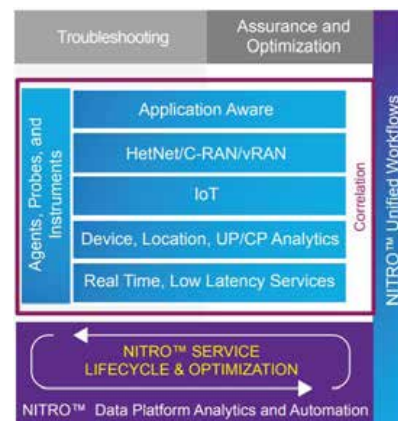 Troubleshooting
Assurance and
Optimization
Agents, Probes, and
Instruments
Application Aware
HetNet/C-RAN/vRAN
IoT
Device, Location, UP/CP Analytics
Real Time, Low Latency Services
Correlation
NITRO™ Unified Workflows
NITRO™ SERVICE
LIFECYCLE & OPTIMIZATION
NITRO™ Data Platform Analytics and Automation